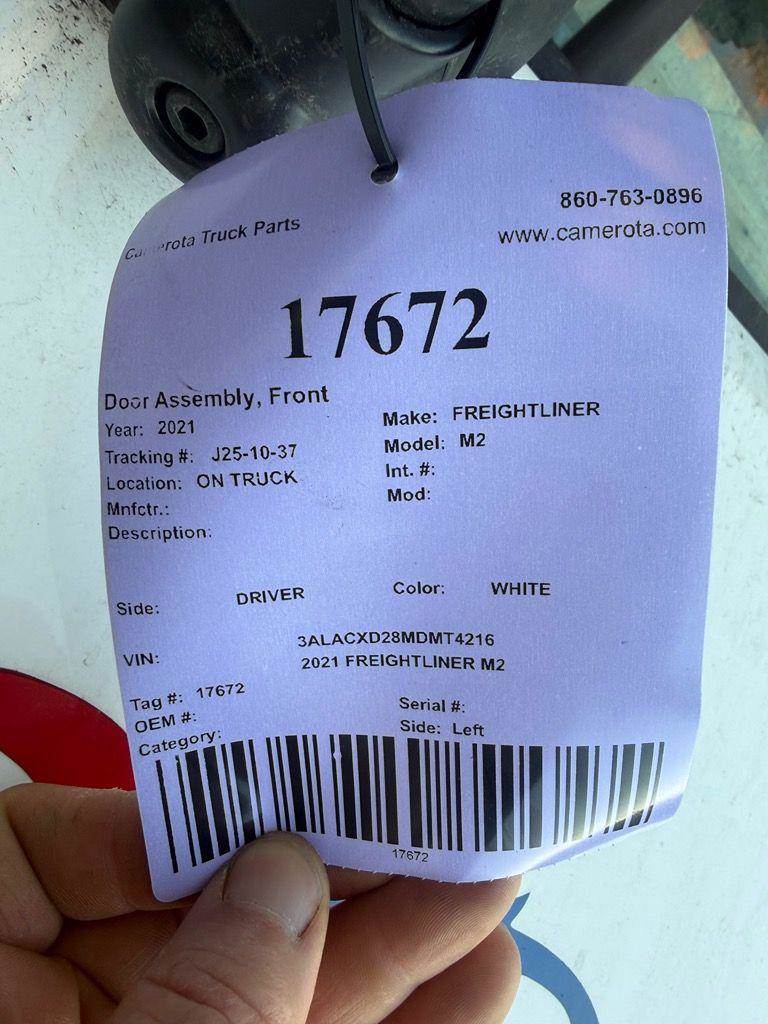 860-763-0896
Camerota Truck Parts
www.camerota.com
17672
Door Assembly, Front
Year: 2021
Make: FREIGHTLINER
Tracking #: J25-10-37
Model: M2
Location: ON TRUCK
Int. #:
Mnfctr.:
Mod:
Description:
Side: DRIVER Color: WHITE
VIN: 3ALACXD28MDMT4216
2021 FREIGHTLINER M2
Tag #: 17672
Serial #:
OEM #:
Side: Left
Category:
17672